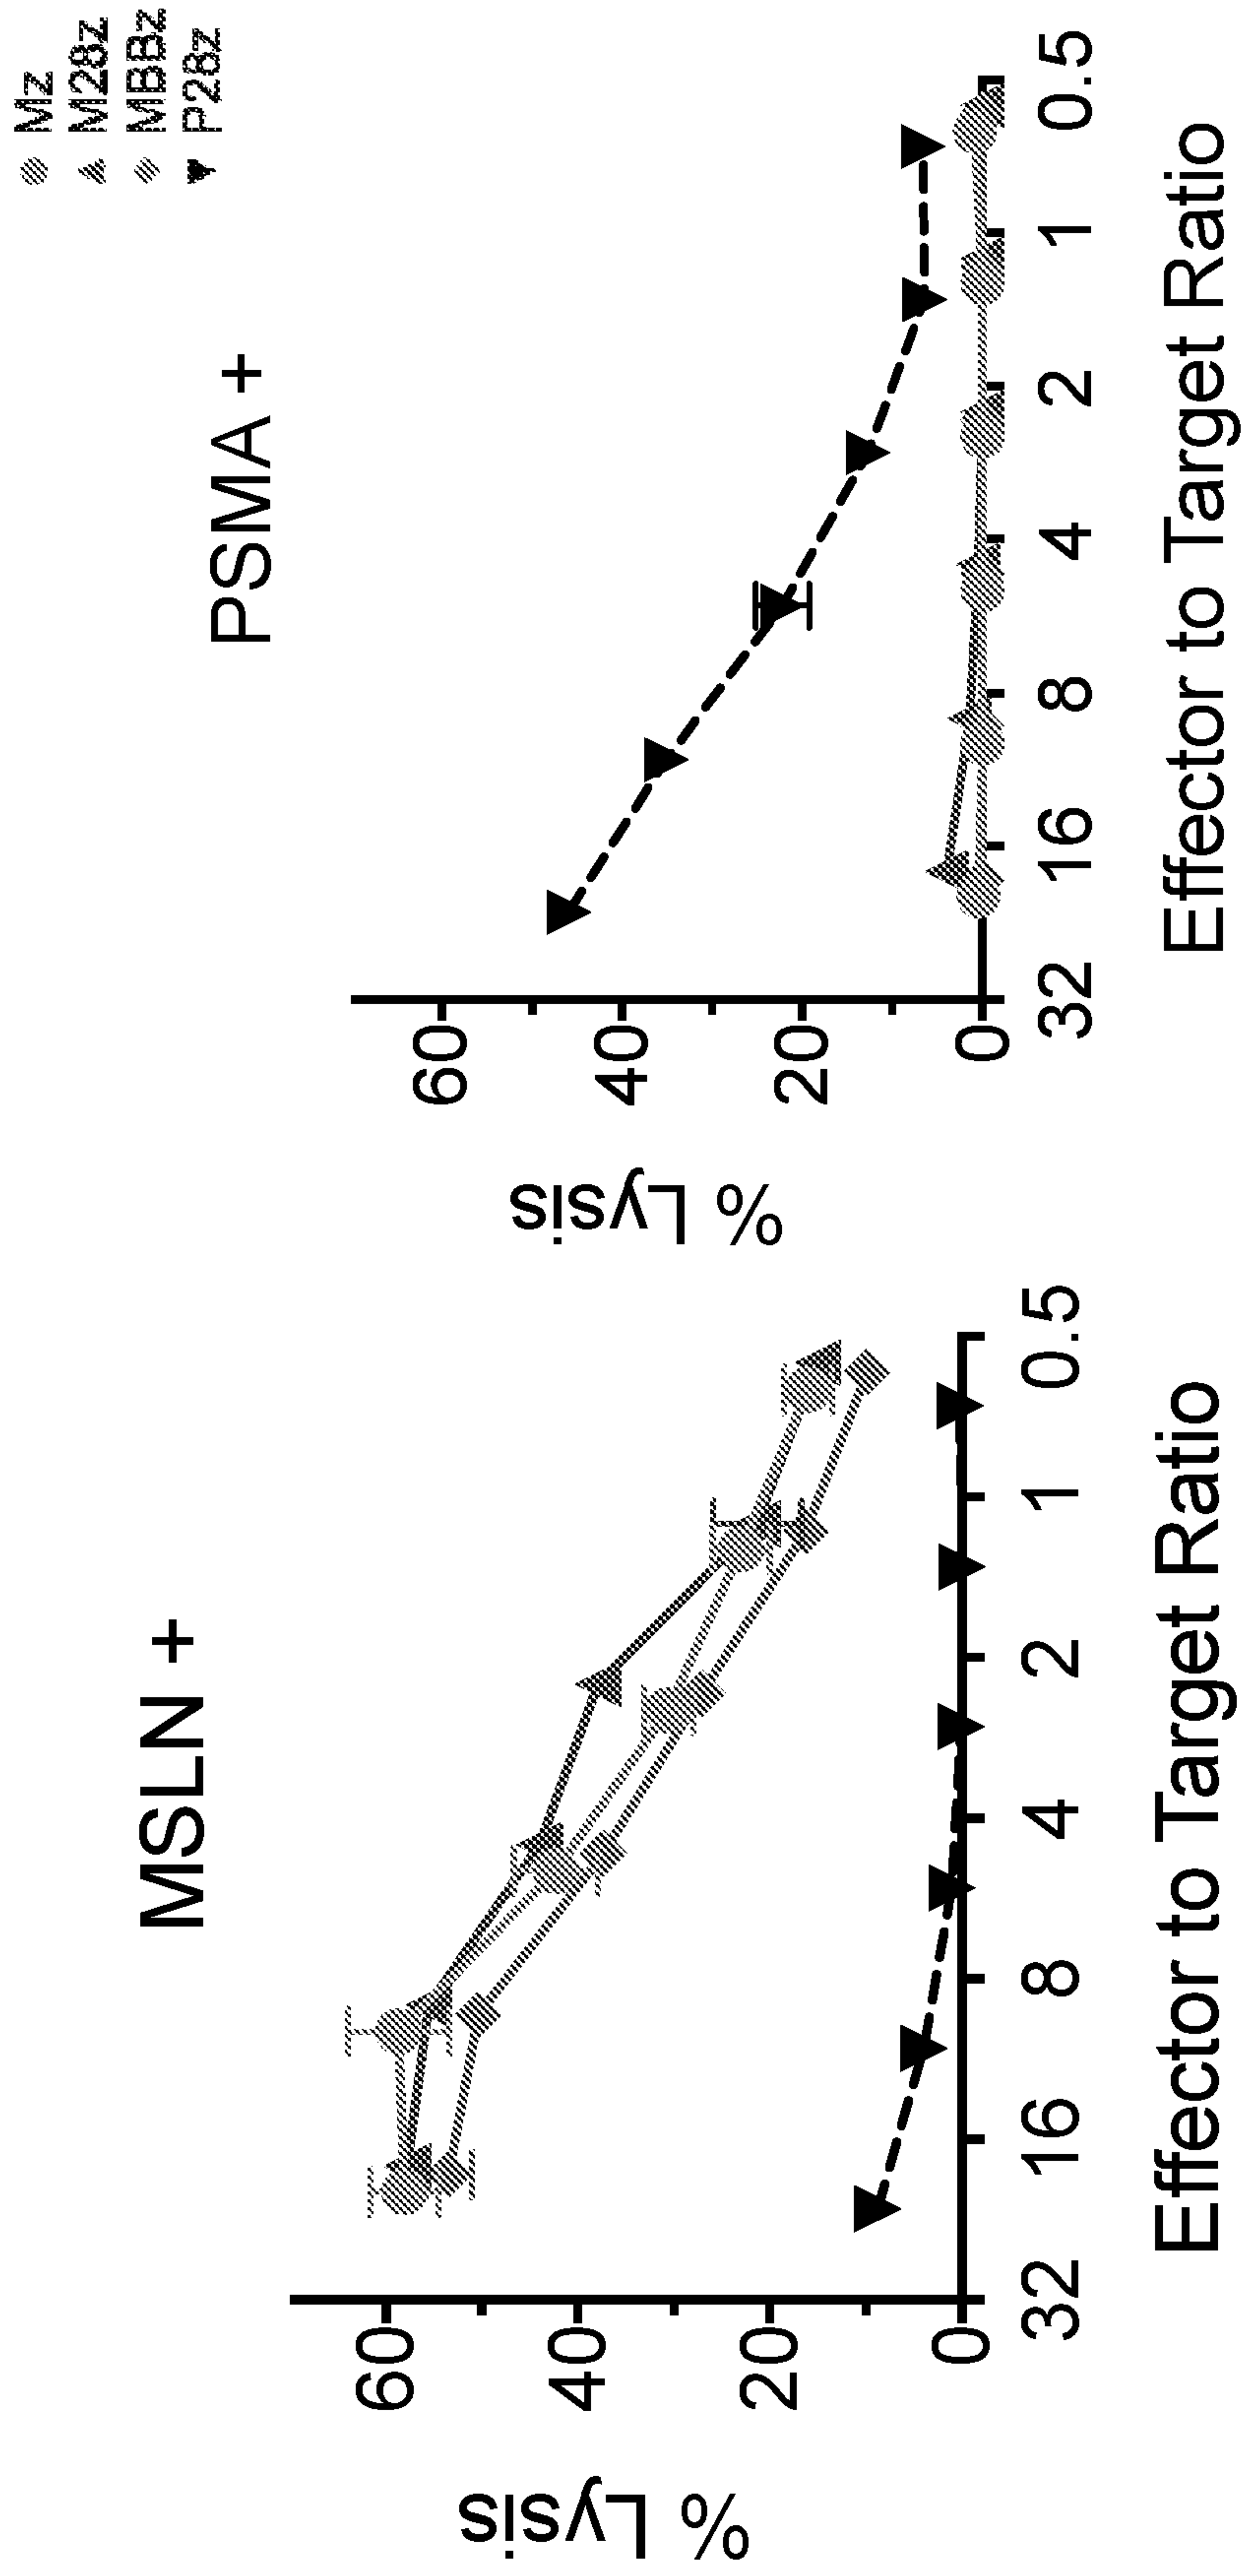 MSLN +
% Lysis
60
40
20
0
32 16 8 4 2 1 0.5
Effector to Target Ratio
PSMA +
% Lysis
60
40
20
0
32 16 8 4 2 1 0.5
Effector to Target Ratio
Mz
M28z
MBBz
P28z